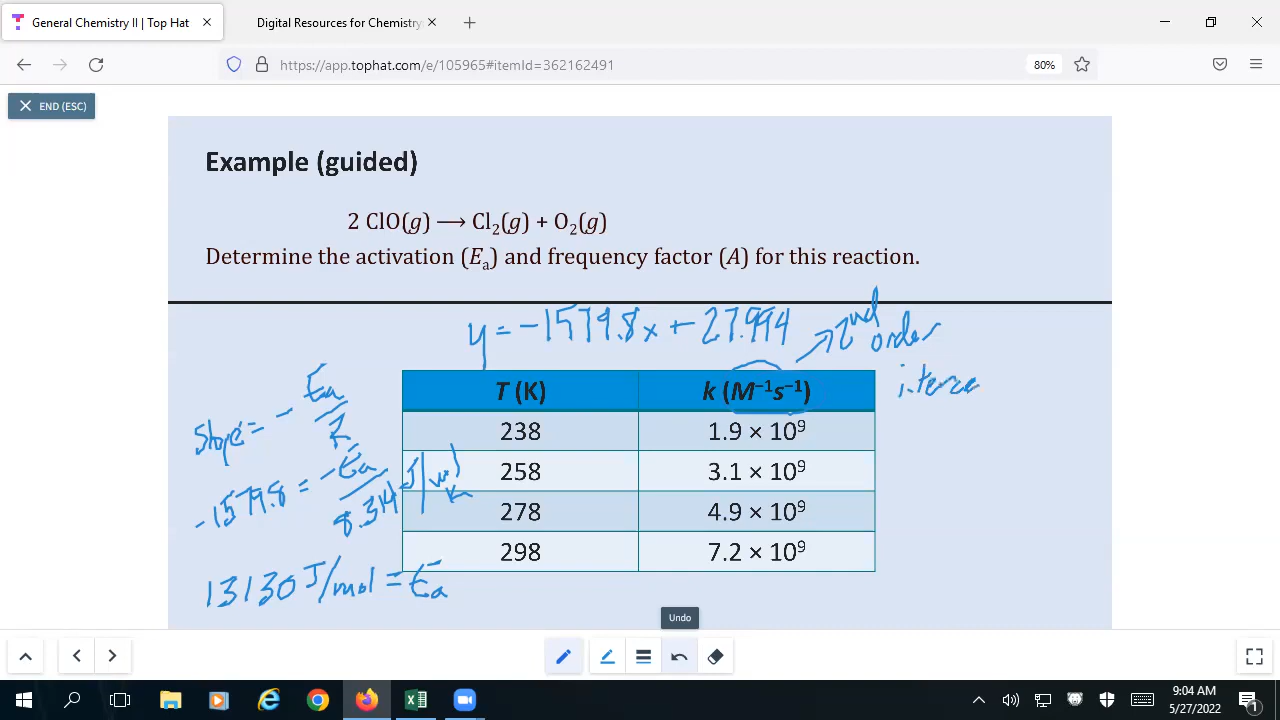 General Chemistry II | Top Hat
Digital Resources for Chemistry
https://app.tophat.com/e/105965#itemId=362162491
80%
END (ESC)
Example (guided)
2 ClO(g) ⟶ Cl₂(g) + O₂(g)
Determine the activation (Eₐ) and frequency factor (A) for this reaction.
y = -1579.8x + 27.994
2nd order
T (K) k (M⁻¹s⁻¹)
238 1.9 × 10⁹
258 3.1 × 10⁹
278 4.9 × 10⁹
298 7.2 × 10⁹
Slope = - Eₐ/R
-1579.8 = -Eₐ/8.314 J/mol K
13130 J/mol = Eₐ
Undo
9:04 AM
5/27/2022
1